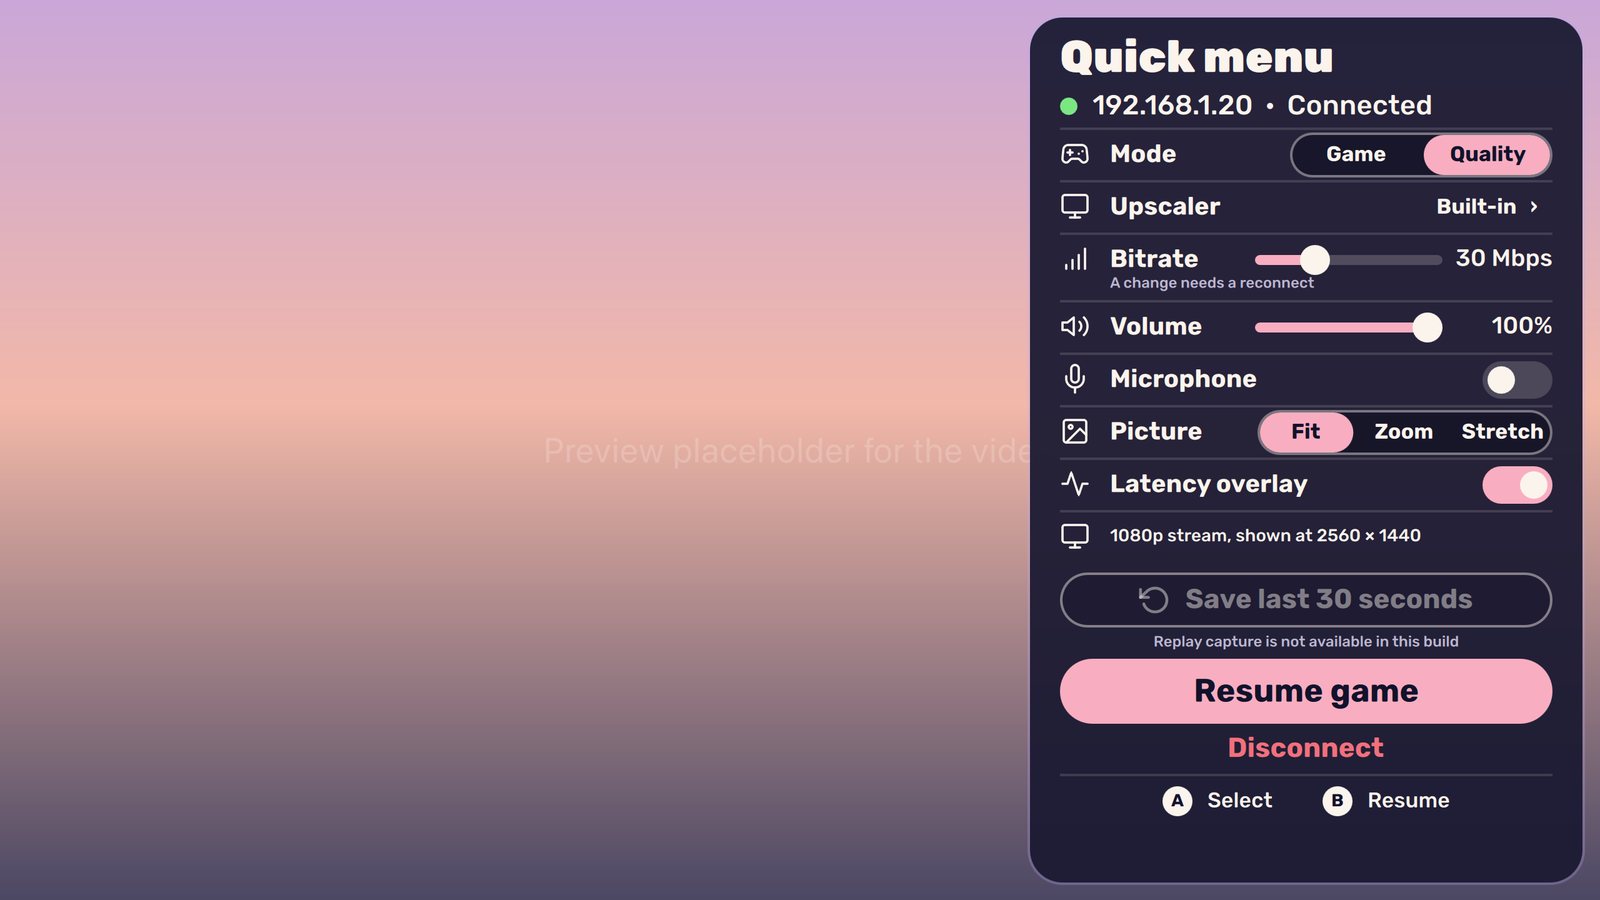 Quick menu
192.168.1.20 • Connected
Mode Game Quality
Upscaler Built-in ›
Bitrate 30 Mbps
A change needs a reconnect
Volume 100%
Microphone
Picture Fit Zoom Stretch
Preview placeholder for the vide
Latency overlay
1080p stream, shown at 2560 × 1440
Save last 30 seconds
Replay capture is not available in this build
Resume game
Disconnect
A Select B Resume